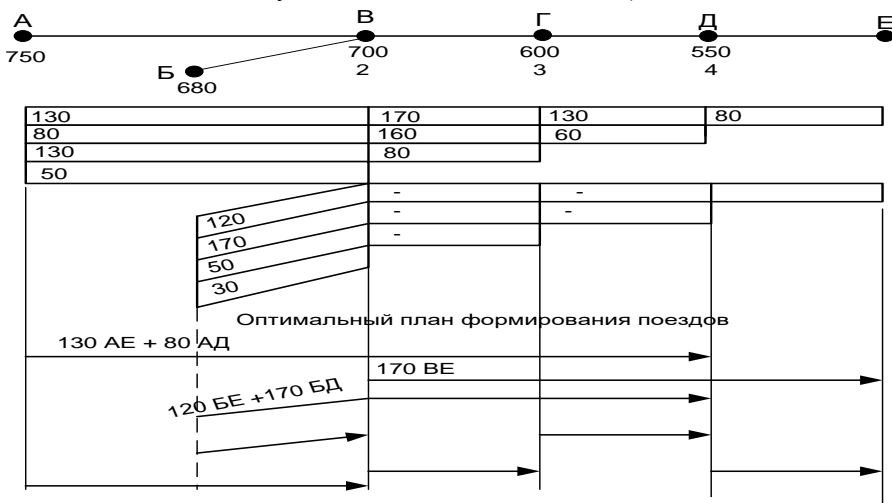 А В Г Д Е
750 700 600 550
Б 2 3 4
680
130 170 130 80
80 160 60
130 80
50
- -
120 - -
170 -
50
30
Оптимальный план формирования поездов
130 АЕ + 80 АД
170 ВЕ
120 БЕ +170 БД